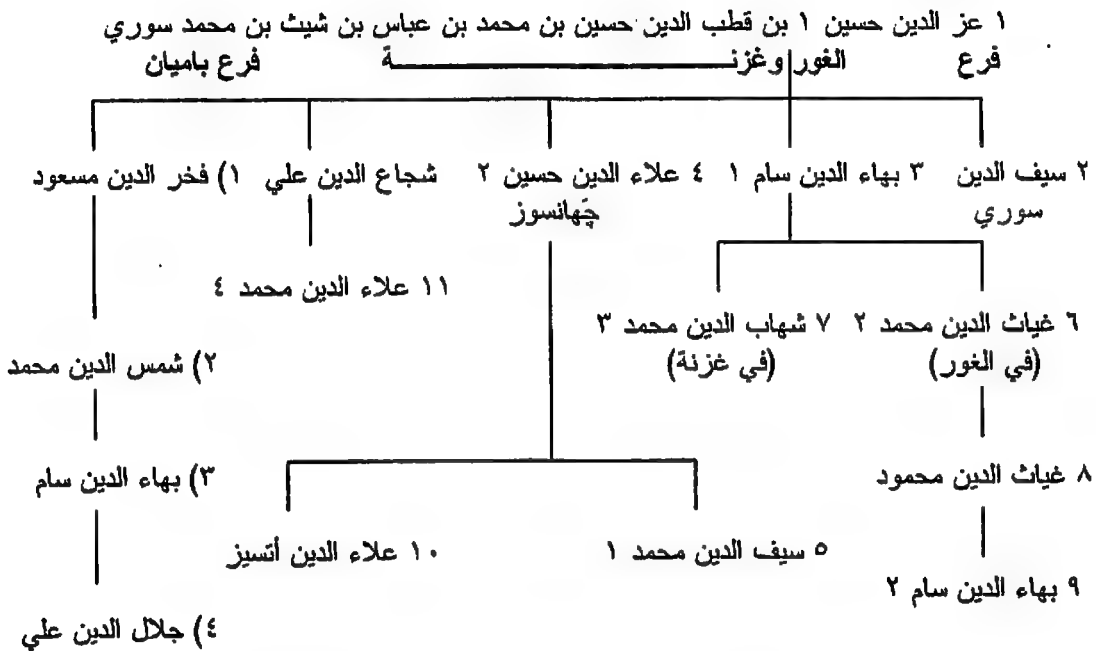 ١ عز الدين حسين ١ بن قطب الدين حسين بن محمد بن عباس بن شيث بن محمد سوري
فرع الغور وغزنــــــــــــــــة فرع باميان
٢ سيف الدين ٣ بهاء الدين سام ١ ٤ علاء الدين حسين ٢ شجاع الدين علي ١) فخر الدين مسعود
سوري چَهانسوز
١١ علاء الدين محمد ٤
٦ غياث الدين محمد ٢ ٧ شهاب الدين محمد ٣
(في الغور) (في غزنة)
٢) شمس الدين محمد
٨ غياث الدين محمود
٣) بهاء الدين سام
٥ سيف الدين محمد ١ ١٠ علاء الدين أتسيز
٩ بهاء الدين سام ٢
٤) جلال الدين علي